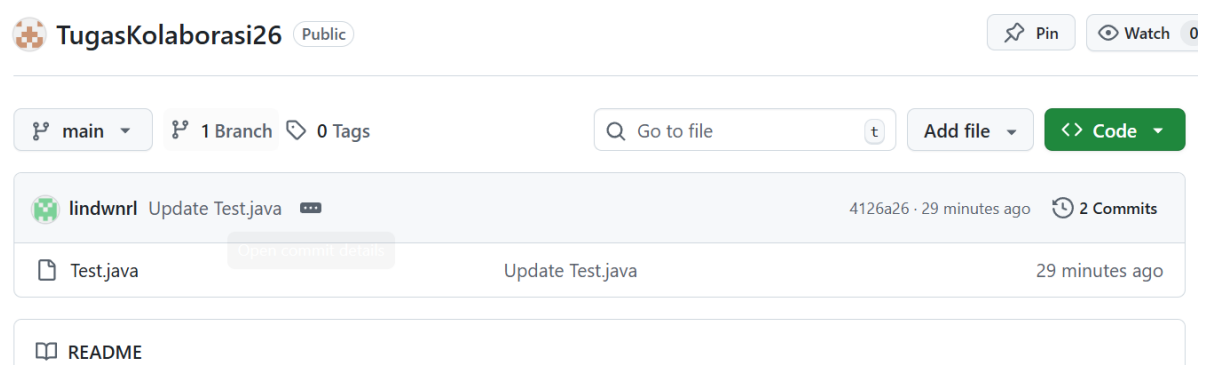 TugasKolaborasi26 Public Pin Watch 0
main 1 Branch 0 Tags Go to file t Add file Code
lindwnrl Update Test.java 4126a26 · 29 minutes ago 2 Commits
Open commit details
Test.java Update Test.java 29 minutes ago
README